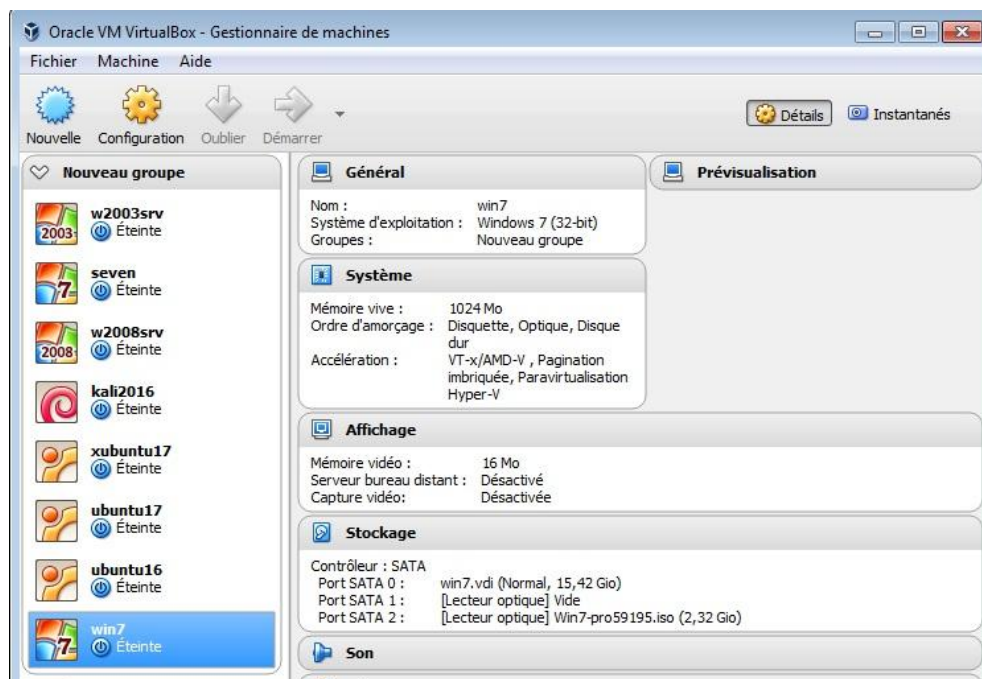 Oracle VM VirtualBox - Gestionnaire de machines
Fichier Machine Aide
Nouvelle Configuration Oublier Démarrer
Détails Instantanés
Nouveau groupe
w2003srv
2003
Éteinte
seven
7
Éteinte
w2008srv
2008
Éteinte
kali2016
Éteinte
xubuntu17
Éteinte
ubuntu17
Éteinte
ubuntu16
Éteinte
win7
7
Éteinte
Général
Nom : win7
Système d'exploitation : Windows 7 (32-bit)
Groupes : Nouveau groupe
Prévisualisation
Système
Mémoire vive : 1024 Mo
Ordre d'amorçage : Disquette, Optique, Disque
dur
Accélération : VT-x/AMD-V , Pagination
imbriquée, Paravirtualisation
Hyper-V
Affichage
Mémoire vidéo : 16 Mo
Serveur bureau distant : Désactivé
Capture vidéo: Désactivée
Stockage
Contrôleur : SATA
Port SATA 0 : win7.vdi (Normal, 15,42 Gio)
Port SATA 1 : [Lecteur optique] Vide
Port SATA 2 : [Lecteur optique] Win7-pro59195.iso (2,32 Gio)
Son